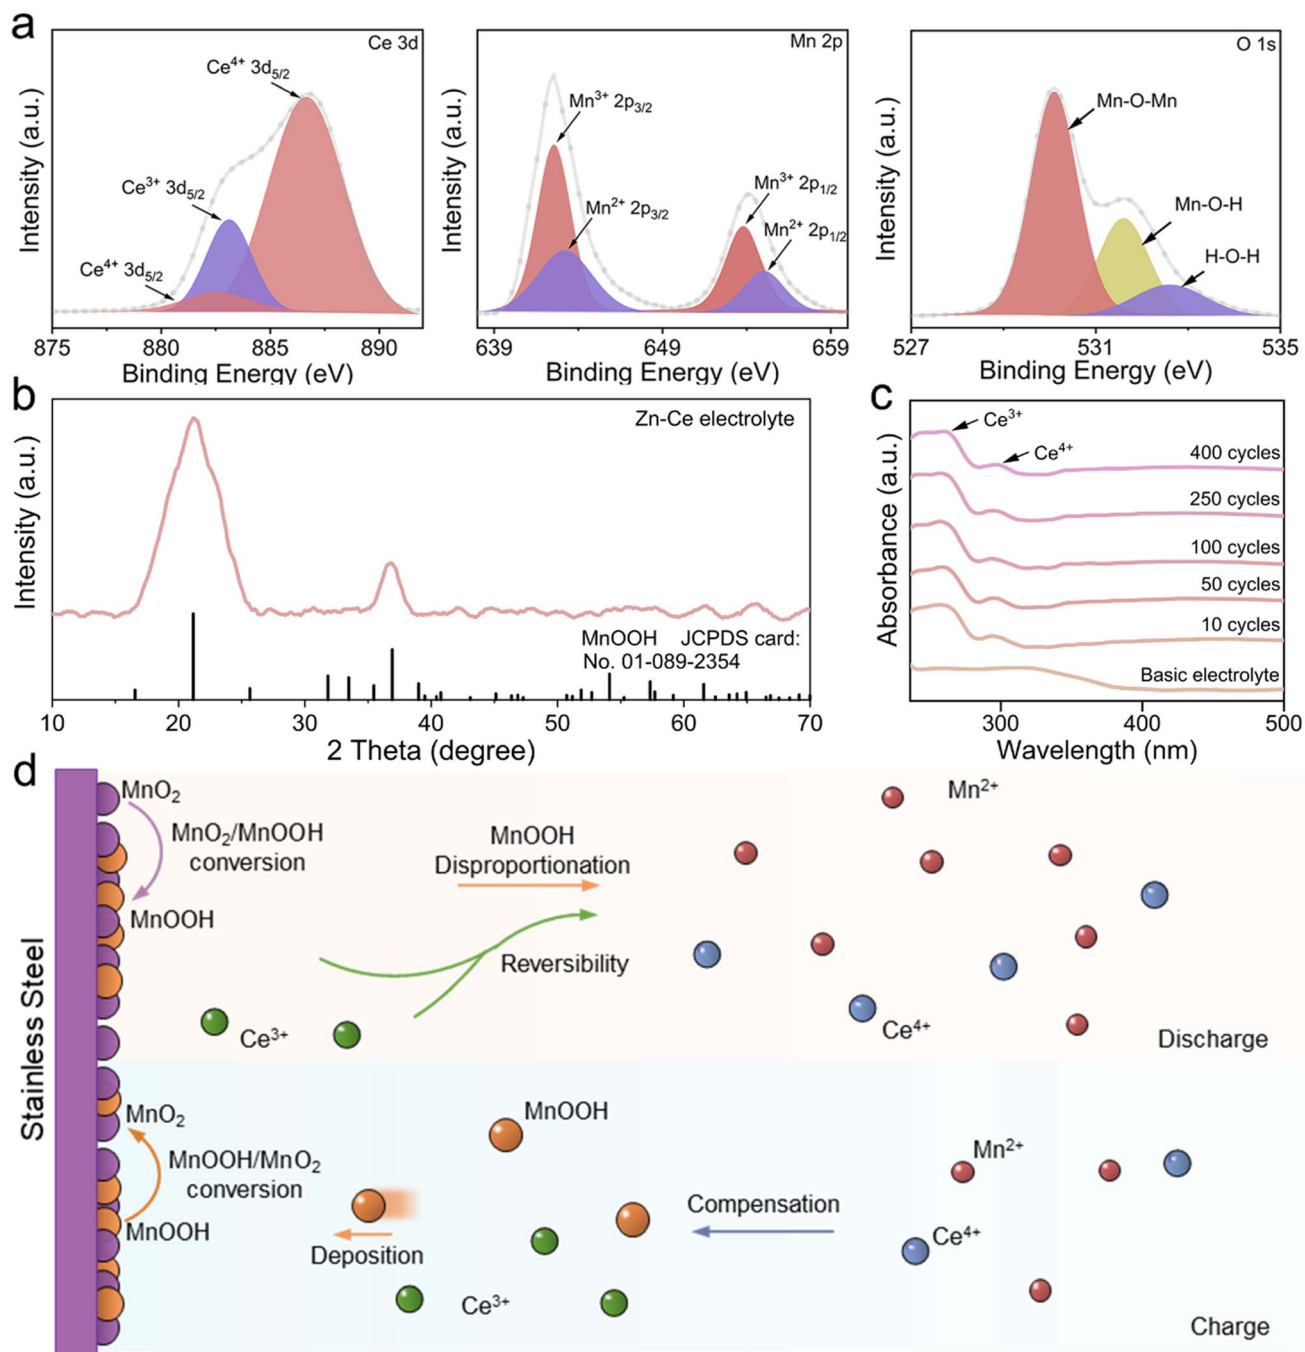 a
Ce 3d
Ce⁴⁺ 3d₅/₂
Ce³⁺ 3d₅/₂
Ce⁴⁺ 3d₅/₂
Intensity (a.u.)
875 880 885 890
Binding Energy (eV)
Mn 2p
Mn³⁺ 2p₃/₂
Mn²⁺ 2p₃/₂
Mn³⁺ 2p₁/₂
Mn²⁺ 2p₁/₂
Intensity (a.u.)
639 649 659
Binding Energy (eV)
O 1s
Mn-O-Mn
Mn-O-H
H-O-H
Intensity (a.u.)
527 531 535
Binding Energy (eV)
b
Zn-Ce electrolyte
Intensity (a.u.)
MnOOH JCPDS card:
No. 01-089-2354
10 20 30 40 50 60 70
2 Theta (degree)
c
Ce³⁺
Ce⁴⁺
400 cycles
250 cycles
100 cycles
50 cycles
10 cycles
Basic electrolyte
Absorbance (a.u.)
300 400 500
Wavelength (nm)
d
Stainless Steel
MnO₂
MnO₂/MnOOH
conversion
MnOOH
MnOOH
Disproportionation
Reversibility
Ce³⁺
Mn²⁺
Ce⁴⁺
Discharge
MnO₂
MnOOH/MnO₂
conversion
MnOOH
MnOOH
Deposition
Ce³⁺
Compensation
Mn²⁺
Ce⁴⁺
Charge